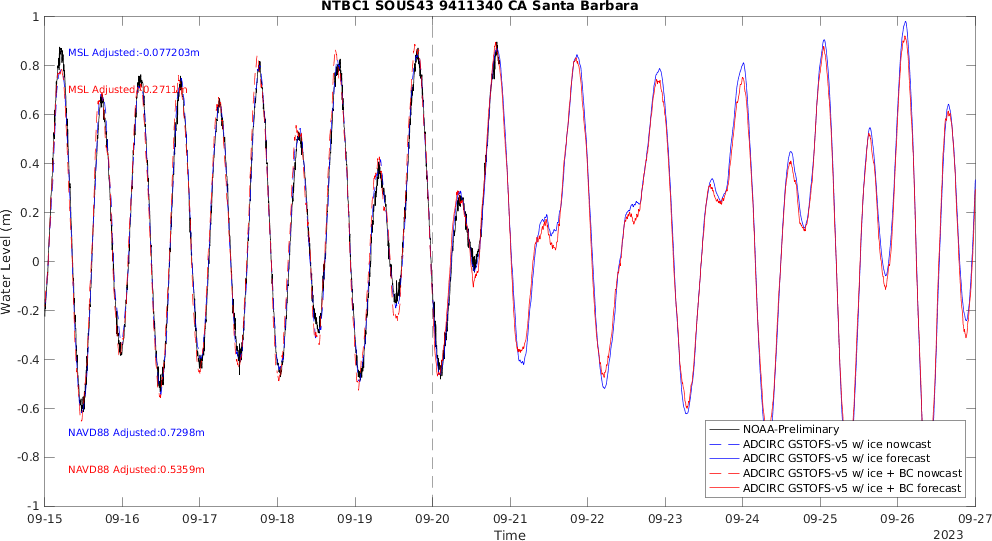 NTBC1 SOUS43 9411340 CA Santa Barbara
1
0.8
0.6
0.4
0.2
0
-0.2
-0.4
-0.6
-0.8
-1
Water Level (m)
MSL Adjusted:-0.077203m
MSL Adjusted:-0.2711m
NAVD88 Adjusted:0.7298m
NAVD88 Adjusted:0.5359m
NOAA-Preliminary
ADCIRC GSTOFS-v5 w/ ice nowcast
ADCIRC GSTOFS-v5 w/ ice forecast
ADCIRC GSTOFS-v5 w/ ice + BC nowcast
ADCIRC GSTOFS-v5 w/ ice + BC forecast
09-15 09-16 09-17 09-18 09-19 09-20 09-21 09-22 09-23 09-24 09-25 09-26 09-27
Time
2023